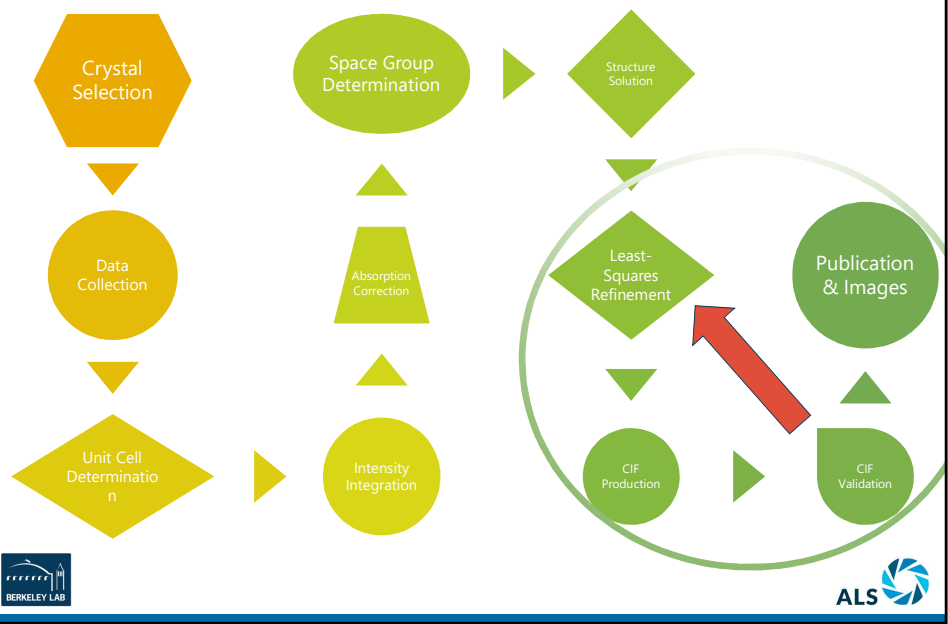 Crystal
Selection
Data
Collection
Unit Cell
Determinatio
n
Intensity
Integration
Absorption
Correction
Space Group
Determination
Structure
Solution
Least-
Squares
Refinement
CIF
Production
CIF
Validation
Publication
& Images
BERKELEY LAB
ALS